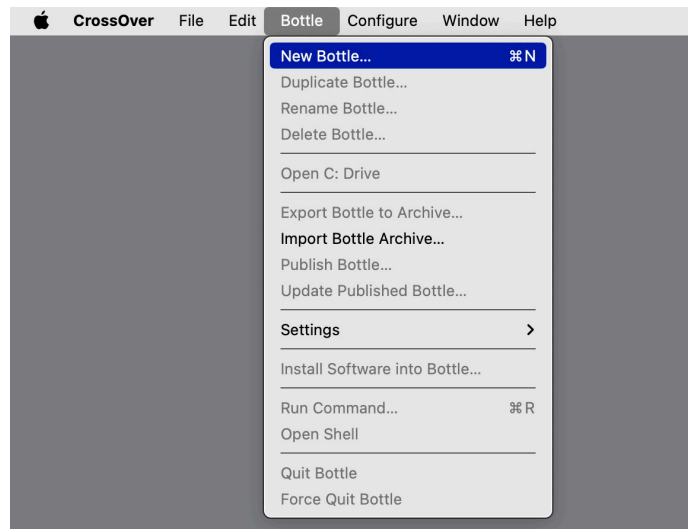 CrossOver File Edit Bottle Configure Window Help
New Bottle... ⌘N
Duplicate Bottle...
Rename Bottle...
Delete Bottle...
Open C: Drive
Export Bottle to Archive...
Import Bottle Archive...
Publish Bottle...
Update Published Bottle...
Settings
Install Software into Bottle...
Run Command... ⌘R
Open Shell
Quit Bottle
Force Quit Bottle